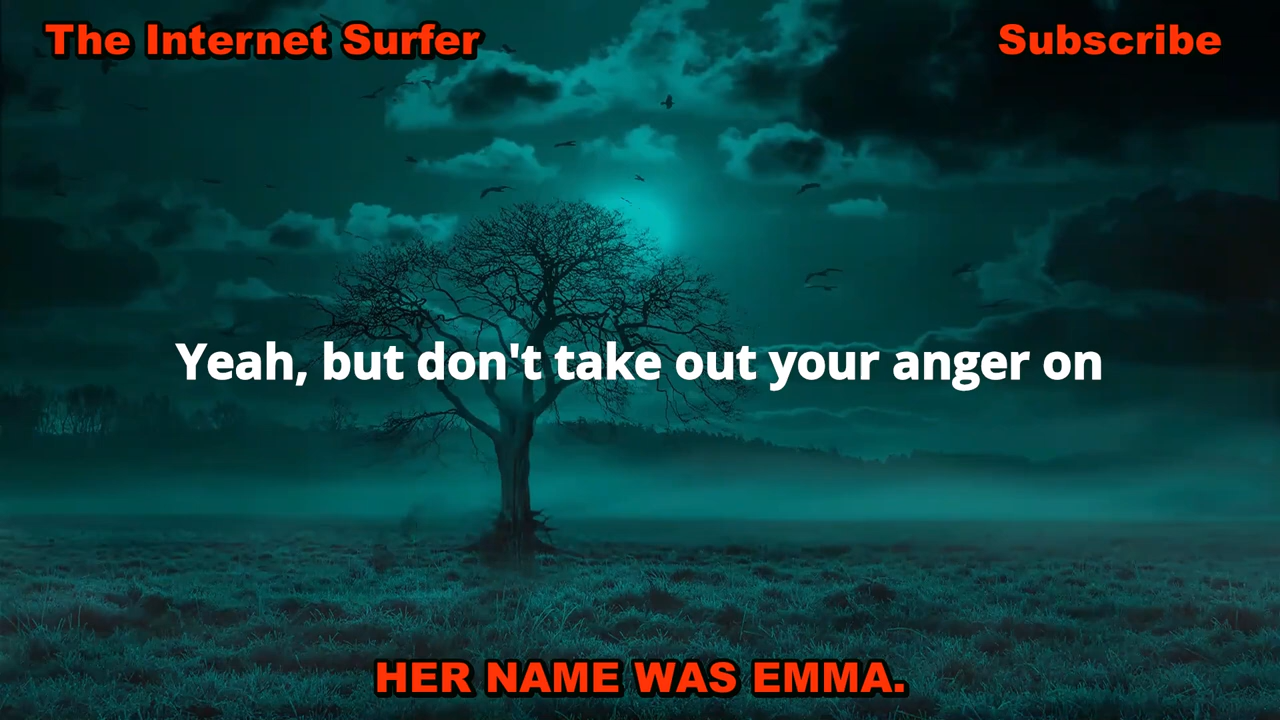 The Internet Surfer
Subscribe
Yeah, but don't take out your anger on
HER NAME WAS EMMA.